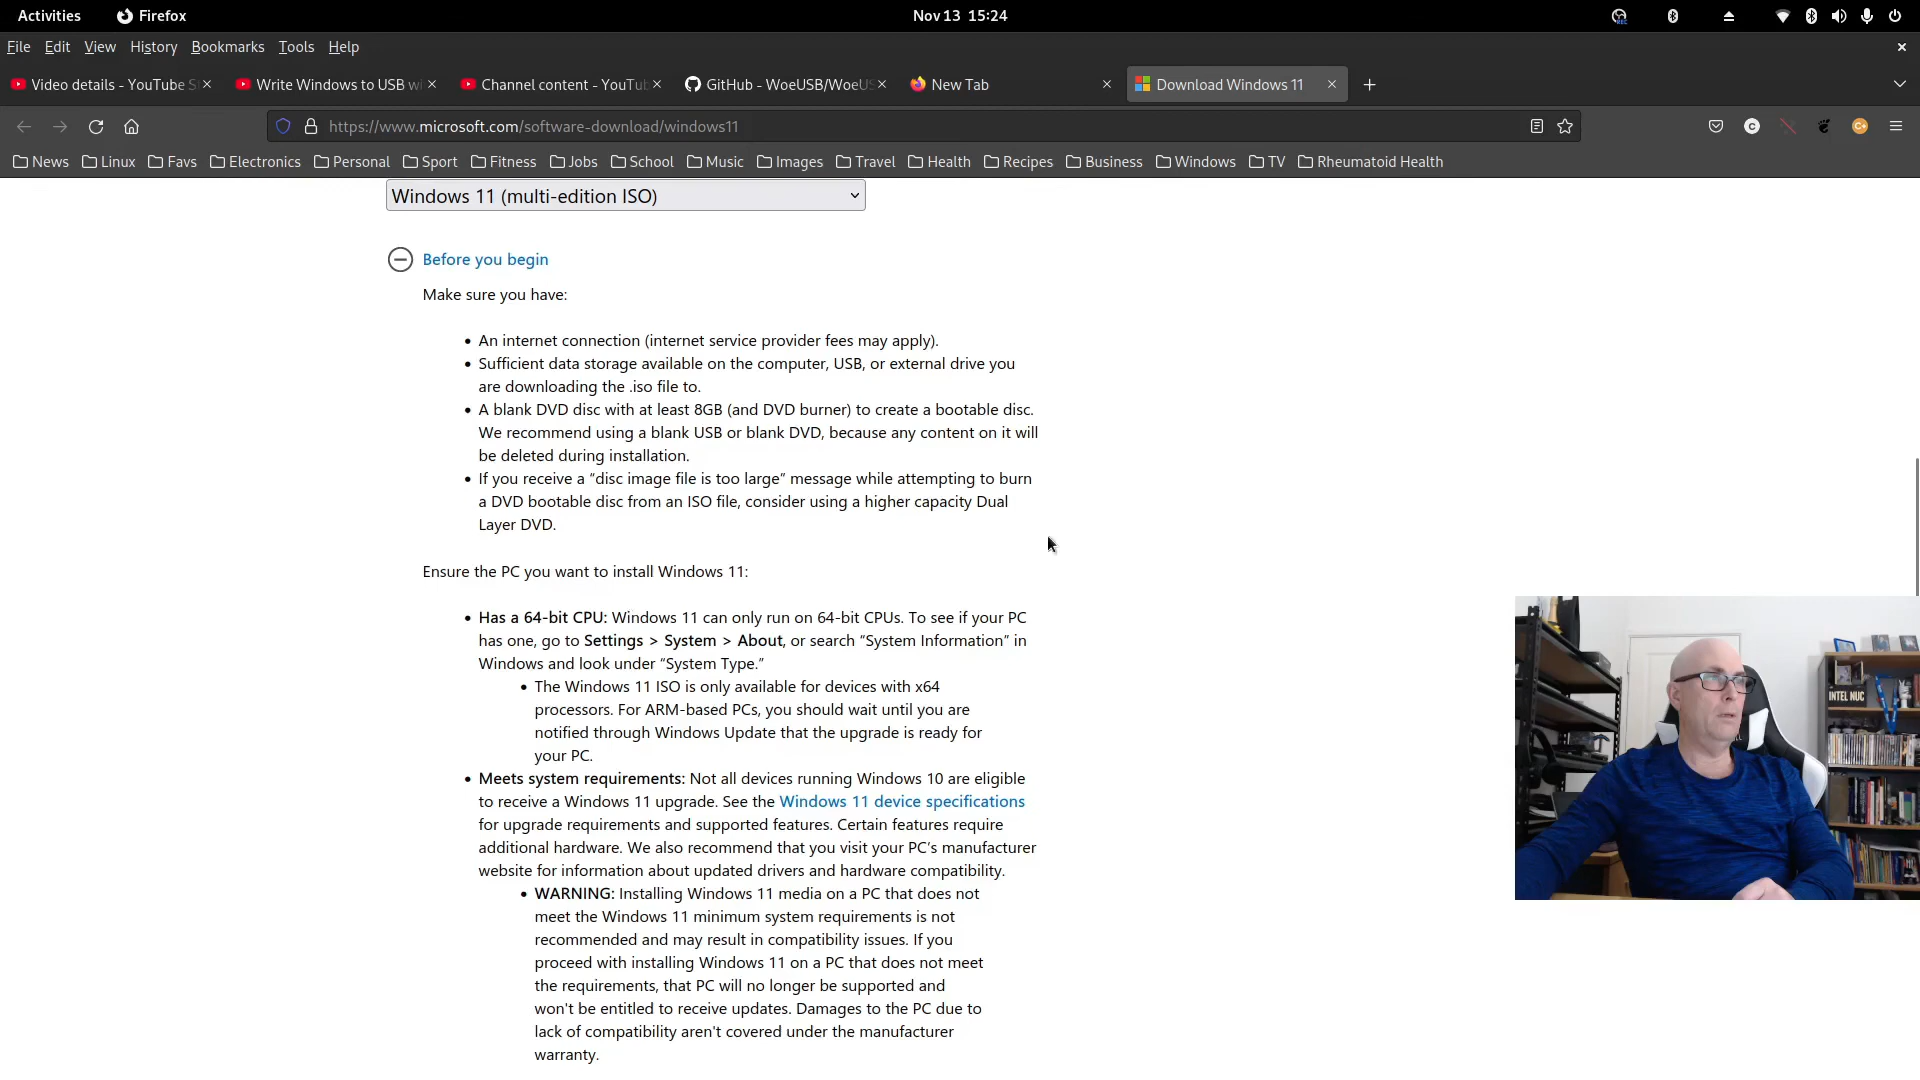 Activities Firefox Nov 13 15:24
File Edit View History Bookmarks Tools Help
Video details - YouTube S Write Windows to USB wi Channel content - YouTub GitHub - WoeUSB/WoeUS New Tab Download Windows 11
https://www.microsoft.com/software-download/windows11
News Linux Favs Electronics Personal Sport Fitness Jobs School Music Images Travel Health Recipes Business Windows TV Rheumatoid Health
Windows 11 (multi-edition ISO)
Before you begin
Make sure you have:
• An internet connection (internet service provider fees may apply).
• Sufficient data storage available on the computer, USB, or external drive you
are downloading the .iso file to.
• A blank DVD disc with at least 8GB (and DVD burner) to create a bootable disc.
We recommend using a blank USB or blank DVD, because any content on it will
be deleted during installation.
• If you receive a “disc image file is too large” message while attempting to burn
a DVD bootable disc from an ISO file, consider using a higher capacity Dual
Layer DVD.
Ensure the PC you want to install Windows 11:
• Has a 64-bit CPU: Windows 11 can only run on 64-bit CPUs. To see if your PC
has one, go to Settings > System > About, or search “System Information” in
Windows and look under “System Type.”
• The Windows 11 ISO is only available for devices with x64
processors. For ARM-based PCs, you should wait until you are
notified through Windows Update that the upgrade is ready for
your PC.
• Meets system requirements: Not all devices running Windows 10 are eligible
to receive a Windows 11 upgrade. See the Windows 11 device specifications
for upgrade requirements and supported features. Certain features require
additional hardware. We also recommend that you visit your PC’s manufacturer
website for information about updated drivers and hardware compatibility.
• WARNING: Installing Windows 11 media on a PC that does not
meet the Windows 11 minimum system requirements is not
recommended and may result in compatibility issues. If you
proceed with installing Windows 11 on a PC that does not meet
the requirements, that PC will no longer be supported and
won't be entitled to receive updates. Damages to the PC due to
lack of compatibility aren't covered under the manufacturer
warranty.
INTEL NUC